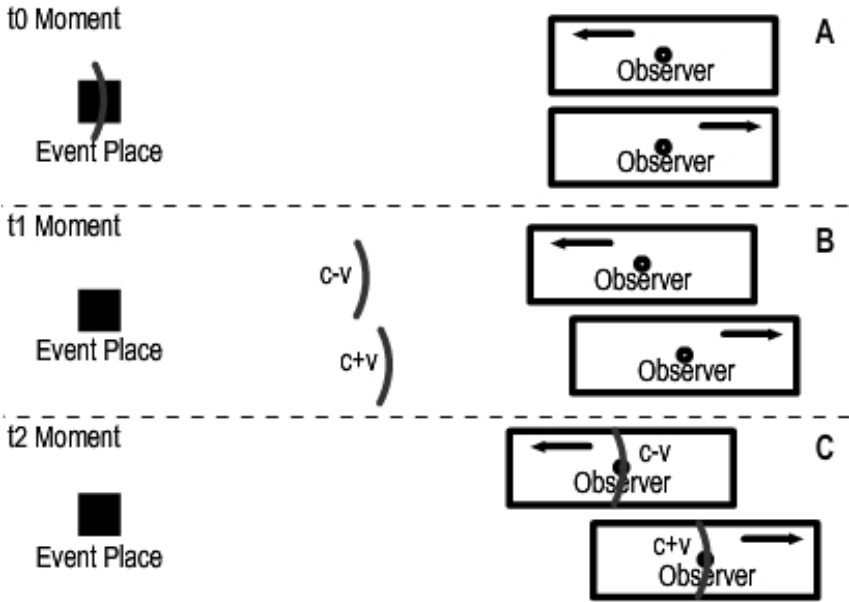 t0 Moment
A
Observer
Event Place
Observer
t1 Moment
B
c-v
Observer
Event Place
c+v
Observer
t2 Moment
C
c-v
Observer
Event Place
c+v
Observer